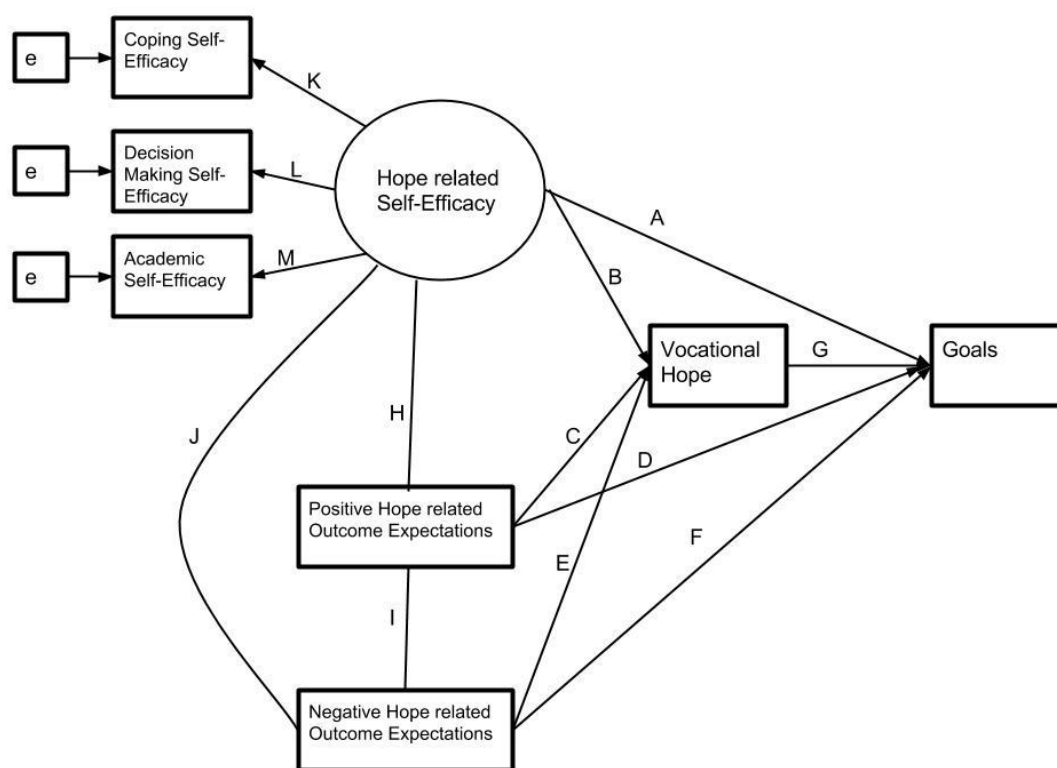 e
Coping Self-
Efficacy
K
e
Decision
Making Self-
Efficacy
L
Hope related
Self-Efficacy
A
e
Academic
Self-Efficacy
M
B
Vocational
Hope
G
Goals
J
H
C
D
Positive Hope related
Outcome Expectations
E
F
I
Negative Hope related
Outcome Expectations